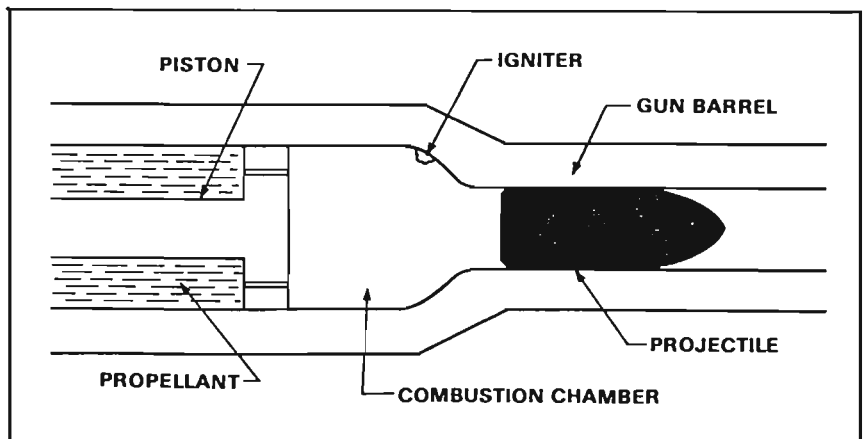 PISTON
IGNITER
GUN BARREL
PROJECTILE
PROPELLANT
COMBUSTION CHAMBER